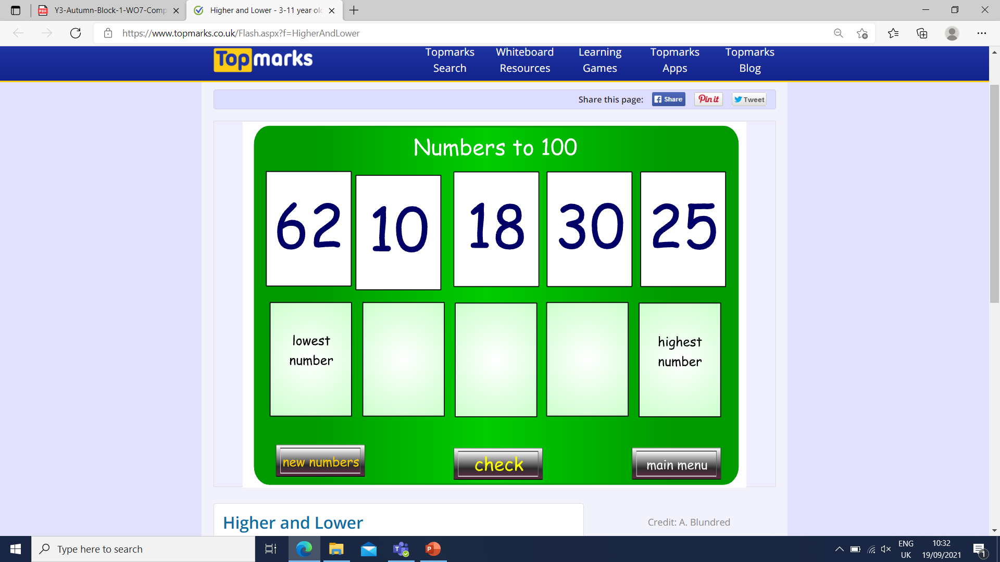 Y3-Autumn-Block-1-WO7-Comp
Higher and Lower - 3-11 year old
https://www.topmarks.co.uk/Flash.aspx?f=HigherAndLower
Topmarks
Topmarks Search
Whiteboard Resources
Learning Games
Topmarks Apps
Topmarks Blog
Share this page:
Share
Pin it
Tweet
Numbers to 100
62 10 18 30 25
lowest number
highest number
new numbers
check
main menu
Higher and Lower
Credit: A. Blundred
Type here to search
ENG
UK
10:32
19/09/2021
1